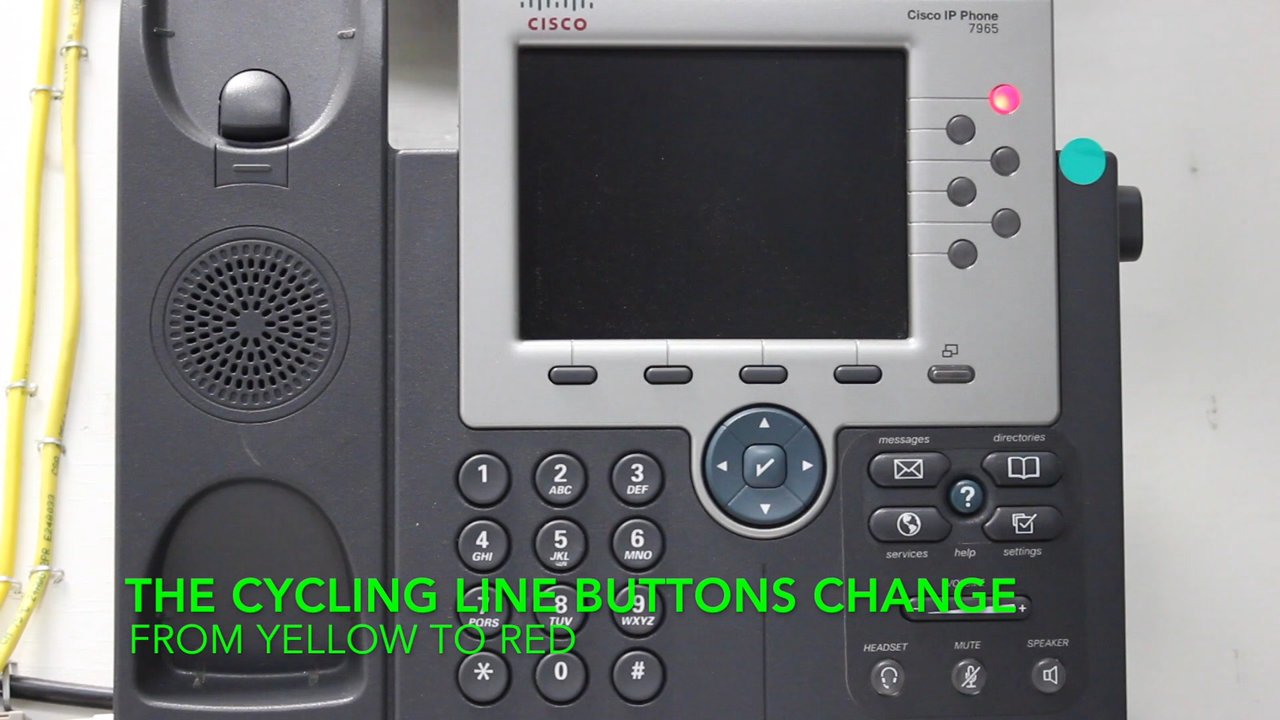 CISCO
Cisco IP Phone
7965
messages
directories
1
2
ABC
3
DEF
?
4
GHI
5
JKL
6
MNO
services
help
settings
THE CYCLING LINE BUTTONS CHANGE
FROM YELLOW TO RED
7
PQRS
8
TUV
9
WXYZ
- +
HEADSET
MUTE
SPEAKER
*
0
#